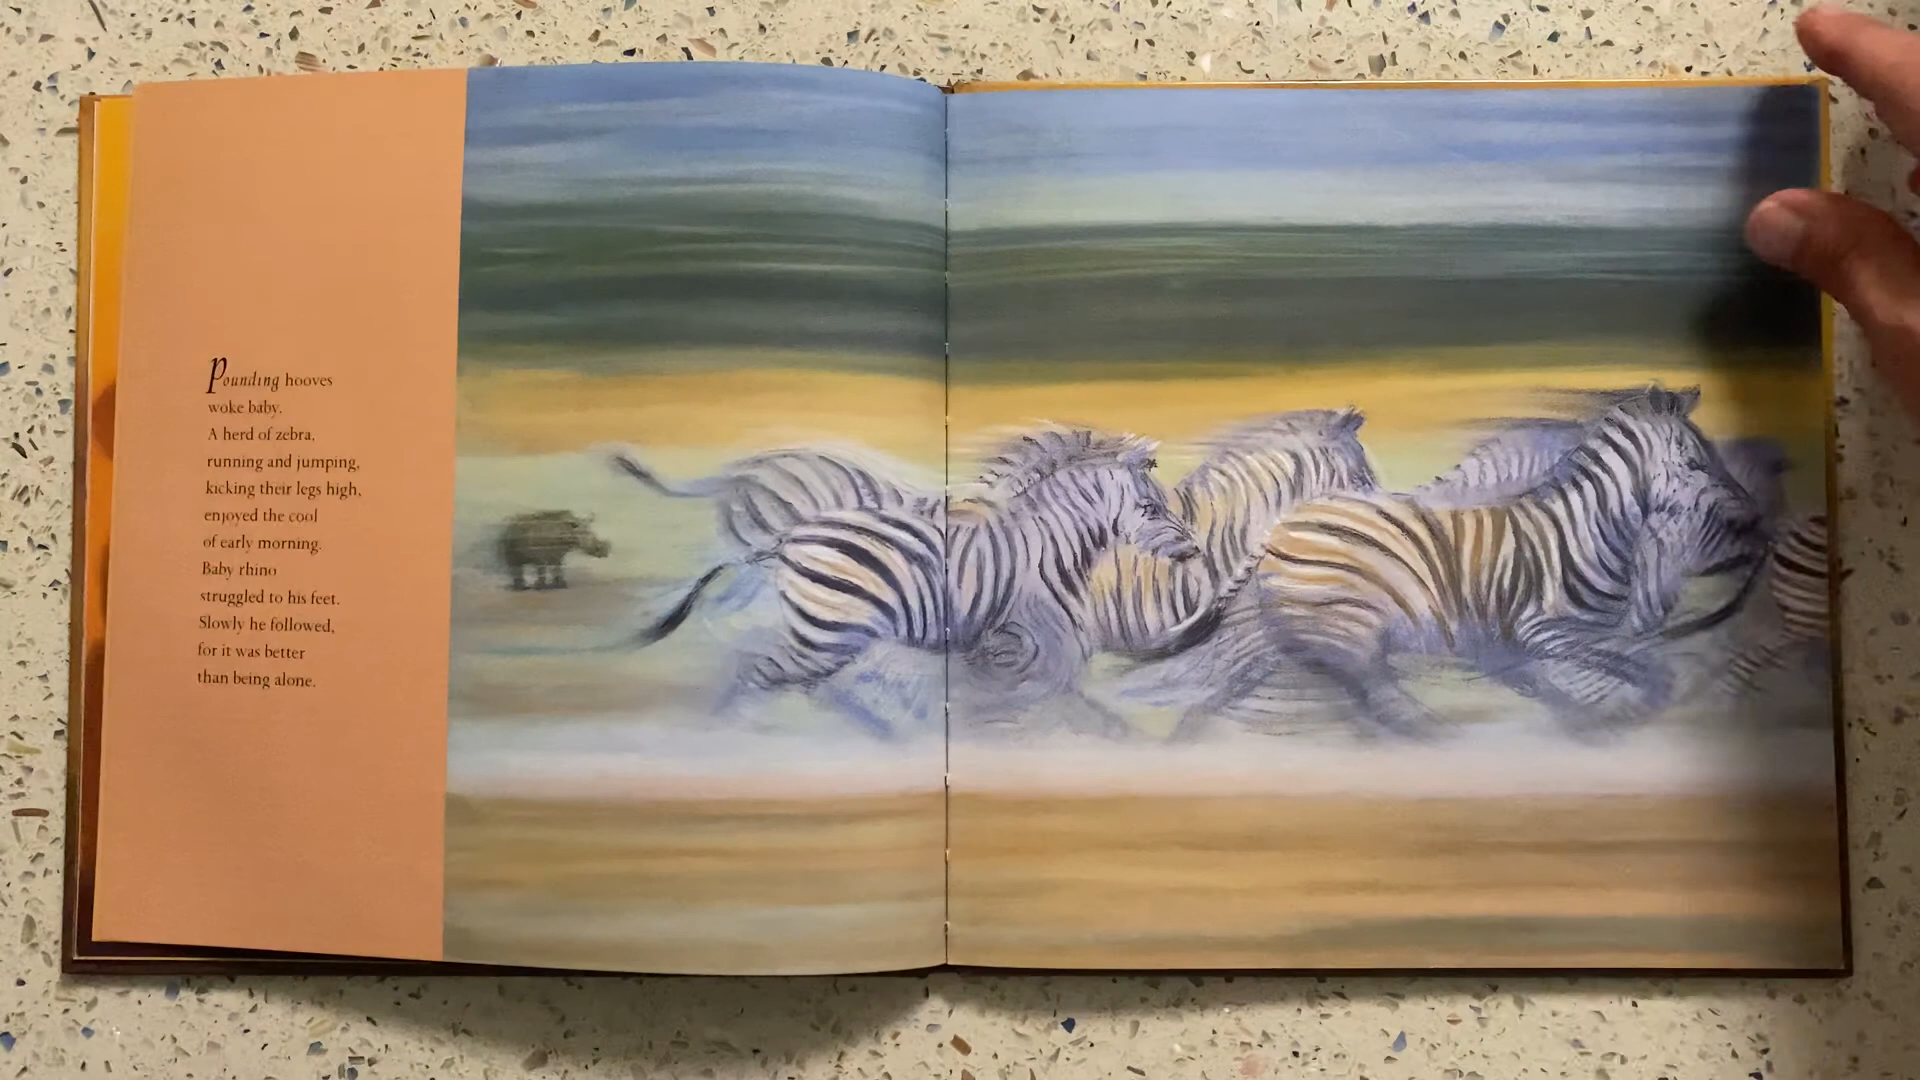 Pounding hooves
woke baby.
A herd of zebra,
running and jumping,
kicking their legs high,
enjoyed the cool
of early morning.
Baby rhino
struggled to his feet.
Slowly he followed,
for it was better
than being alone.